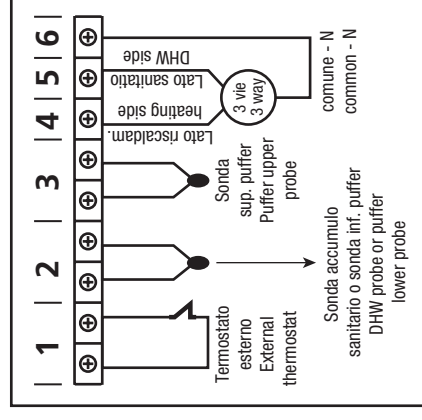 1
2
3
4
5
6
Termostato
esterno
External
thermostat
Sonda accumulo
sanitario o sonda inf. puffer
DHW probe or puffer
lower probe
Sonda
sup. puffer
Puffer upper
probe
Lato riscaldam.
heating side
Lato sanitatio
DHW side
3 vie
3 way
comune - N
common - N